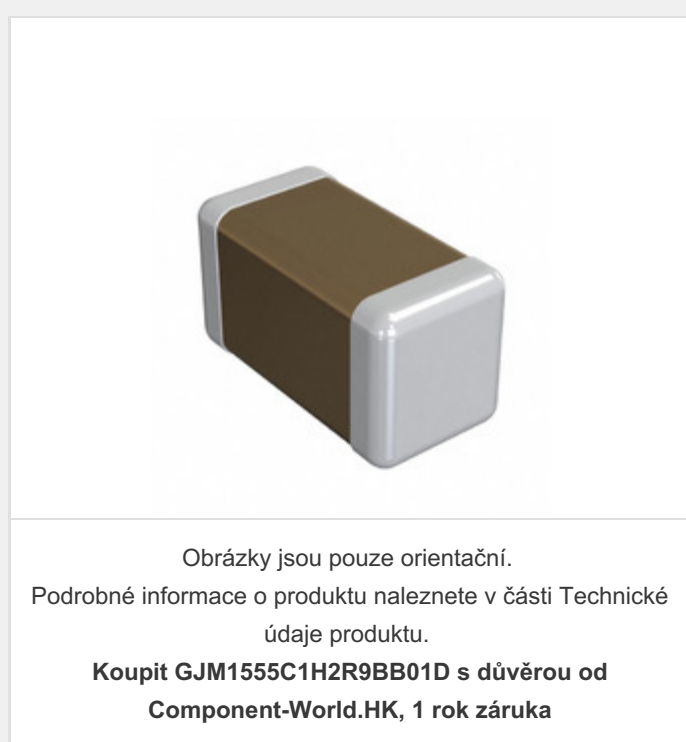 Obrázky jsou pouze orientační.
Podrobné informace o produktu naleznete v části Technické
údaje produktu.
Koupit GJM1555C1H2R9BB01D s důvěrou od
Component-World.HK, 1 rok záruka